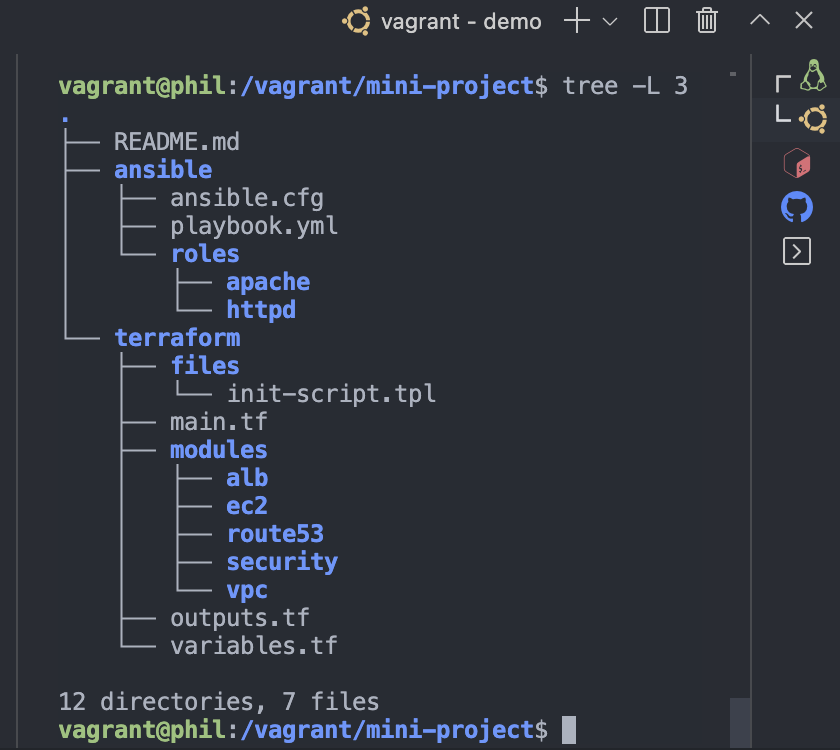 vagrant - demo
vagrant@phil:/vagrant/mini-project$ tree -L 3
.
├── README.md
├── ansible
│   ├── ansible.cfg
│   ├── playbook.yml
│   └── roles
│       ├── apache
│       └── httpd
└── terraform
    ├── files
    │   └── init-script.tpl
    ├── main.tf
    ├── modules
    │   ├── alb
    │   ├── ec2
    │   ├── route53
    │   ├── security
    │   └── vpc
    ├── outputs.tf
    └── variables.tf
12 directories, 7 files
vagrant@phil:/vagrant/mini-project$